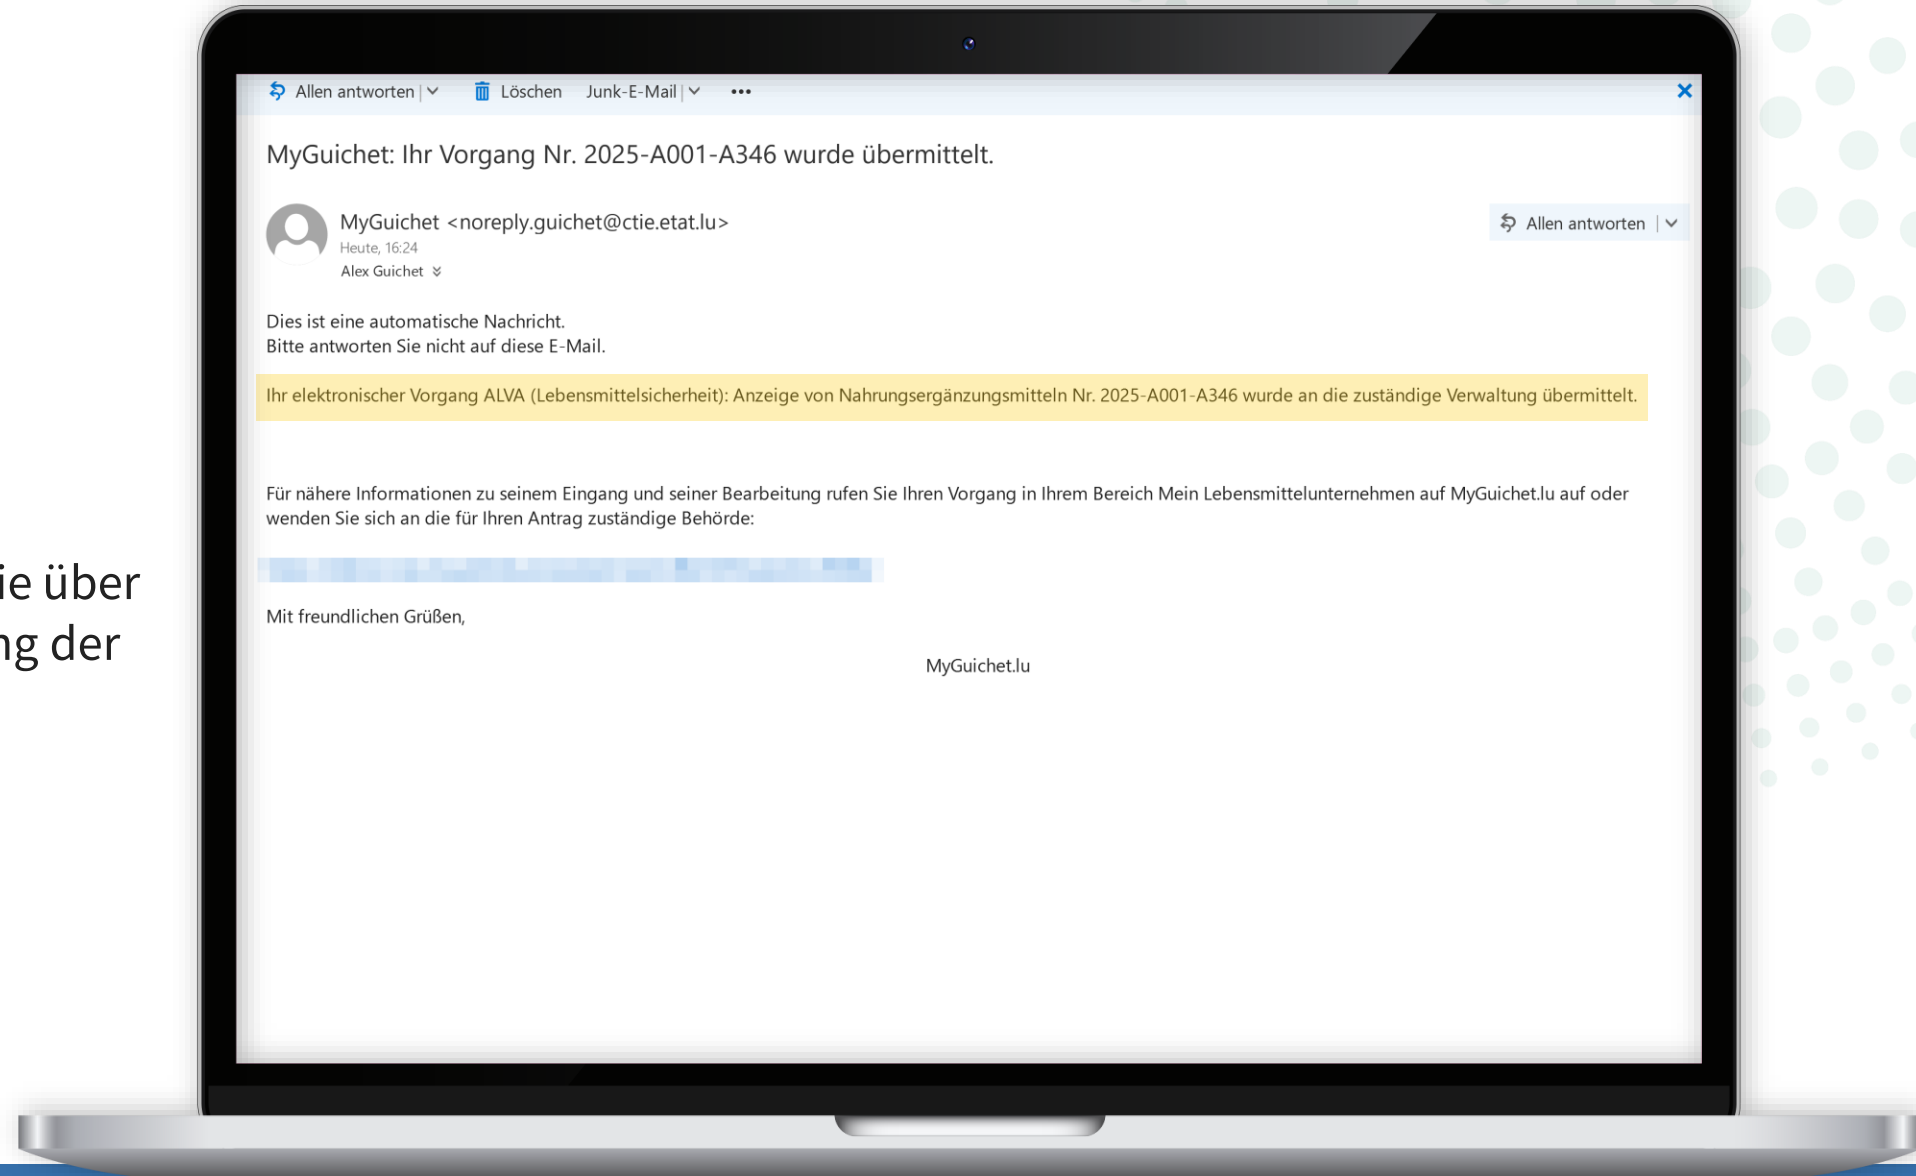 Allen antworten
Löschen
Junk-E-Mail
MyGuichet: Ihr Vorgang Nr. 2025-A001-A346 wurde übermittelt.
MyGuichet <noreply.guichet@ctie.etat.lu>
Heute, 16:24
Alex Guichet
Allen antworten
Dies ist eine automatische Nachricht.
Bitte antworten Sie nicht auf diese E-Mail.
Ihr elektronischer Vorgang ALVA (Lebensmittelsicherheit): Anzeige von Nahrungsergänzungsmitteln Nr. 2025-A001-A346 wurde an die zuständige Verwaltung übermittelt.
Für nähere Informationen zu seinem Eingang und seiner Bearbeitung rufen Sie Ihren Vorgang in Ihrem Bereich Mein Lebensmittelunternehmen auf MyGuichet.lu auf oder
wenden Sie sich an die für Ihren Antrag zuständige Behörde:
Mit freundlichen Grüßen,
MyGuichet.lu
über
der